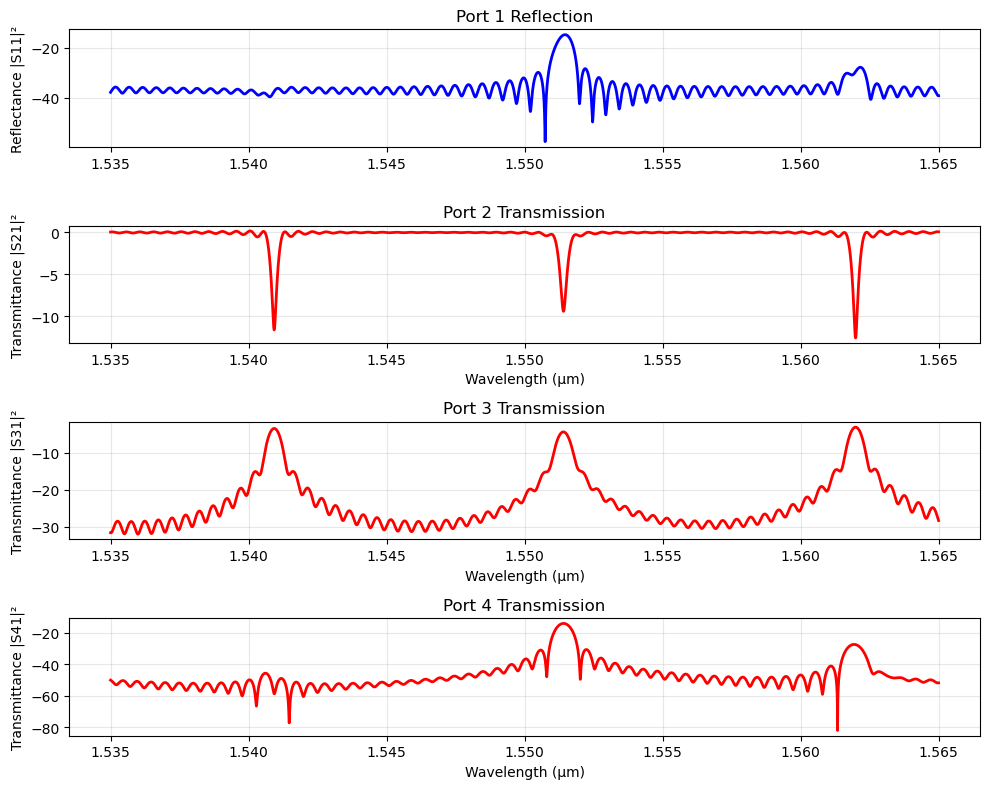 Port 1 Reflection
Reflectance |S11|²
−20
−40
1.535 1.540 1.545 1.550 1.555 1.560 1.565
Port 2 Transmission
Transmittance |S21|²
0
−5
−10
1.535 1.540 1.545 1.550 1.555 1.560 1.565
Wavelength (μm)
Port 3 Transmission
Transmittance |S31|²
−10
−20
−30
1.535 1.540 1.545 1.550 1.555 1.560 1.565
Wavelength (μm)
Port 4 Transmission
Transmittance |S41|²
−20
−40
−60
−80
1.535 1.540 1.545 1.550 1.555 1.560 1.565
Wavelength (μm)